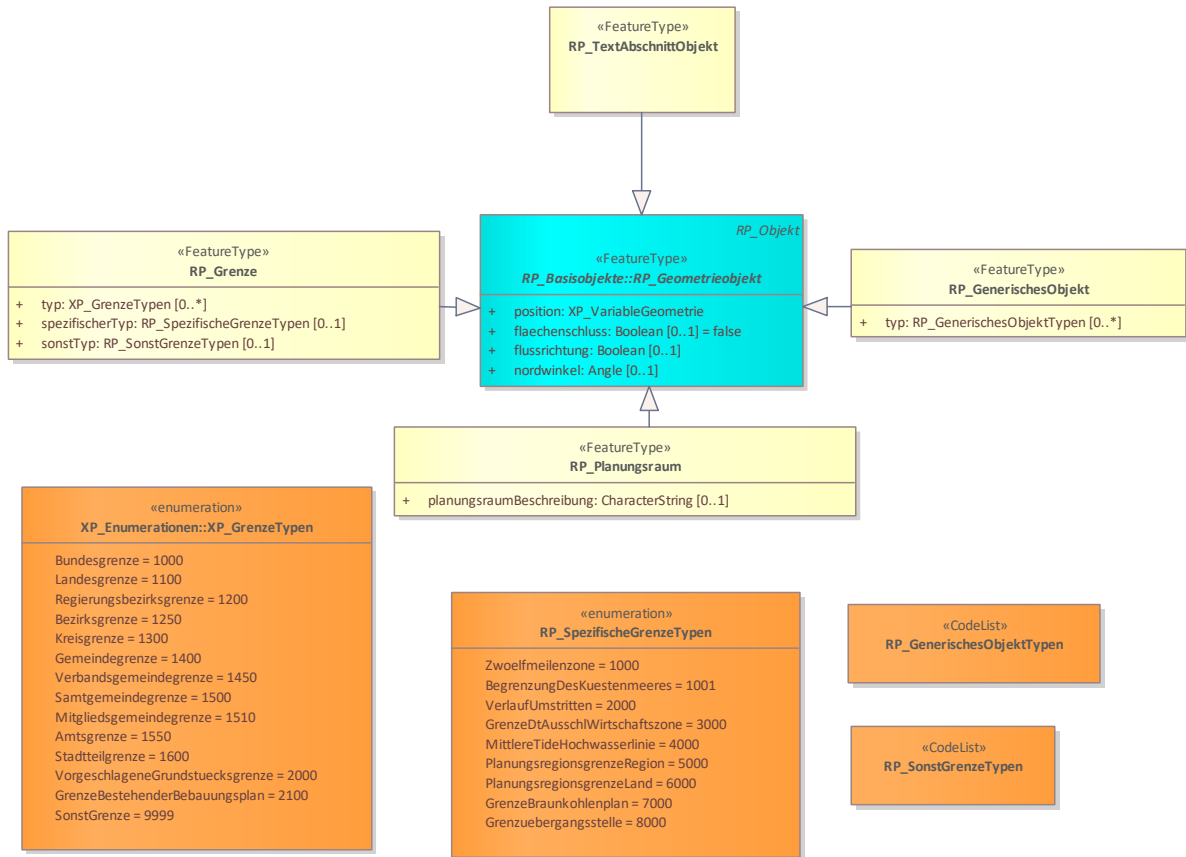 «FeatureType»
RP_TextAbschnittObjekt
RP_Objekt
«FeatureType»
RP_Basisobjekte::RP_Geometrieobjekt
+ position: XP_VariableGeometrie
+ flaechenschluss: Boolean [0..1] = false
+ flussrichtung: Boolean [0..1]
+ nordwinkel: Angle [0..1]
«FeatureType»
RP_Grenze
+ typ: XP_GrenzeTypen [0..*]
+ spezifischerTyp: RP_SpezifischeGrenzeTypen [0..1]
+ sonstTyp: RP_SonstGrenzeTypen [0..1]
«FeatureType»
RP_GenerischesObjekt
+ typ: RP_GenerischesObjektTypen [0..*]
«FeatureType»
RP_Planungsraum
+ planungsraumBeschreibung: CharacterString [0..1]
«enumeration»
XP_Enumerationen::XP_GrenzeTypen
Bundesgrenze = 1000
Landesgrenze = 1100
Regierungsbezirksgrenze = 1200
Bezirksgrenze = 1250
Kreisgrenze = 1300
Gemeindegrenze = 1400
Verbandsgemeindegrenze = 1450
Samtgemeindegrenze = 1500
Mitgliedsgemeindegrenze = 1510
Amtsgrenze = 1550
Stadtteilgrenze = 1600
VorgeschlageneGrundstuecksgrenze = 2000
GrenzeBestehenderBebauungsplan = 2100
SonstGrenze = 9999
«enumeration»
RP_SpezifischeGrenzeTypen
Zwoelfmeilenzone = 1000
BegrenzungDesKuestenmeeres = 1001
VerlaufUmstritten = 2000
GrenzeDtAusschlWirtschaftszone = 3000
MittlereTideHochwasserlinie = 4000
PlanungsregionsgrenzeRegion = 5000
PlanungsregionsgrenzeLand = 6000
GrenzeBraunkohlenplan = 7000
Grenzuebergangsstelle = 8000
«CodeList»
RP_GenerischesObjektTypen
«CodeList»
RP_SonstGrenzeTypen